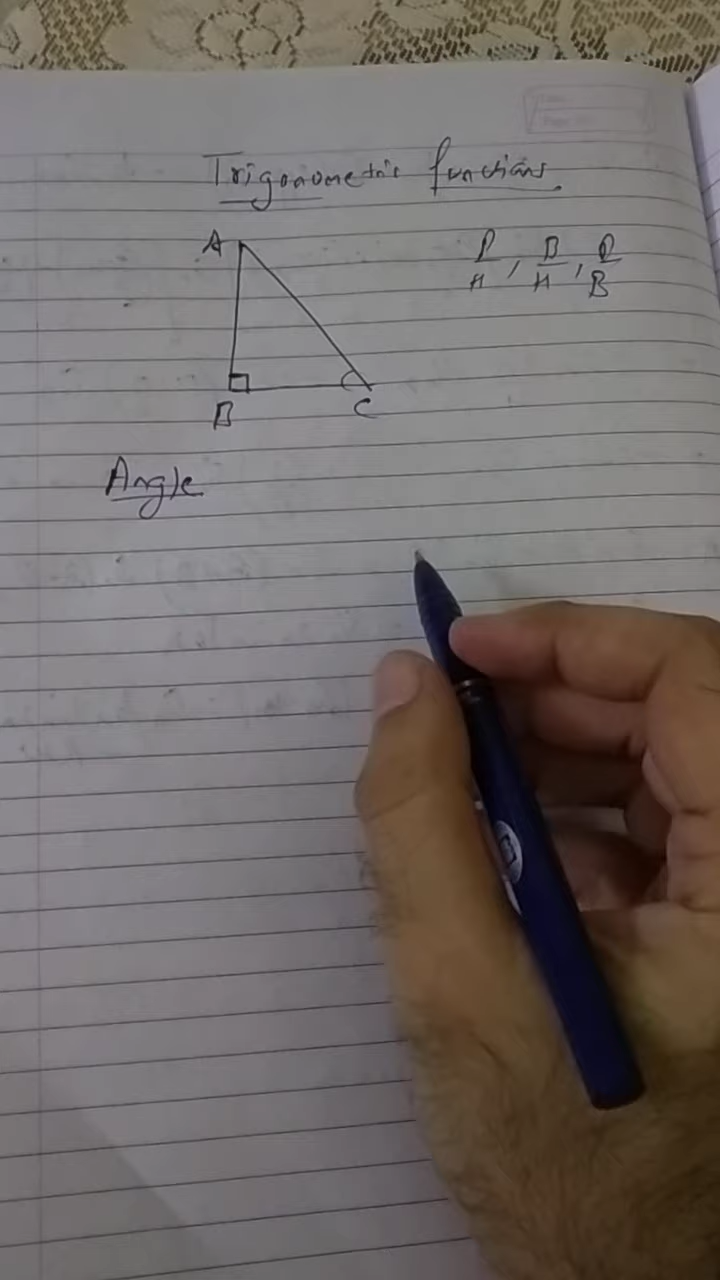 Trigonometric functions.
A
P/H, B/H, P/B
B
C
Angle